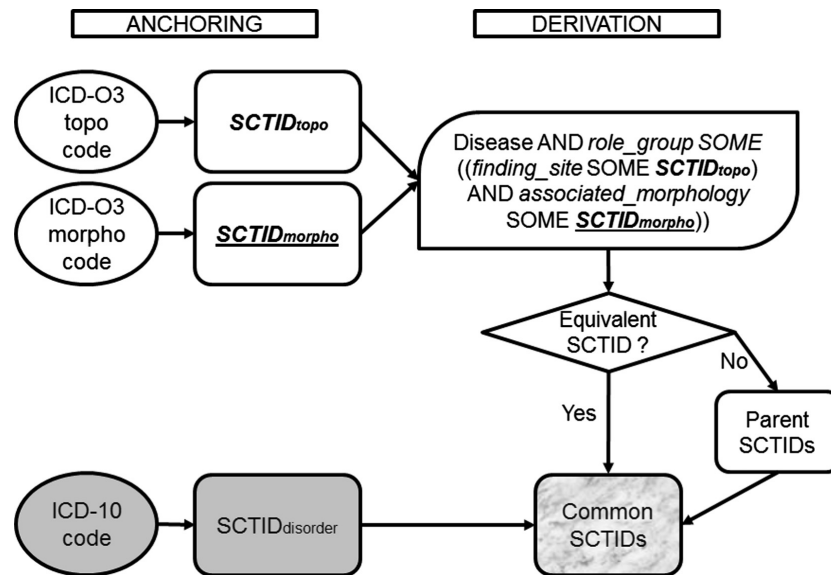 ANCHORING
DERIVATION
ICD-O3
topo
code
SCTIDtopo
Disease AND role_group SOME
((finding_site SOME SCTIDtopo)
AND associated_morphology
SOME SCTIDmorpho))
ICD-O3
morpho
code
SCTIDmorpho
Equivalent
SCTID ?
No
Yes
Parent
SCTIDs
ICD-10
code
SCTIDdisorder
Common
SCTIDs